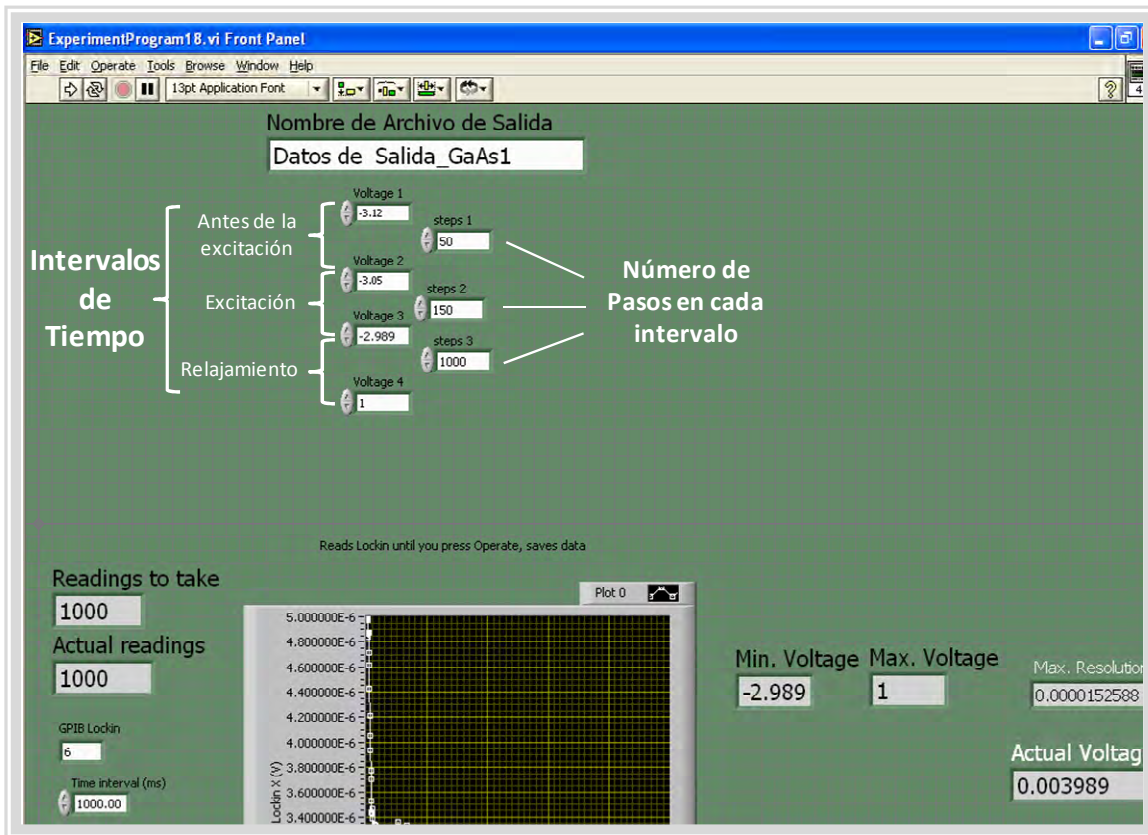 ExperimentProgram18.vi Front Panel
File Edit Operate Tools Browse Window Help
13pt Application Font
?
4
Nombre de Archivo de Salida
Datos de Salida_GaAs1
Intervalos
de
Tiempo
Antes de la
excitación
Excitación
Relajamiento
Voltage 1
-3.12
steps 1
50
Voltage 2
-3.05
steps 2
150
Voltage 3
-2.989
steps 3
1000
Voltage 4
1
Número de
Pasos en cada
intervalo
Reads Lockin until you press Operate, saves data
Readings to take
1000
Actual readings
1000
GPIB Lockin
6
Time interval (ms)
1000.00
Plot 0
Lockin X (V)
5.000000E-6
4.800000E-6
4.600000E-6
4.400000E-6
4.200000E-6
4.000000E-6
3.800000E-6
3.600000E-6
3.400000E-6
Min. Voltage
-2.989
Max. Voltage
1
Max. Resolution
0.0000152588
Actual Voltag
0.003989